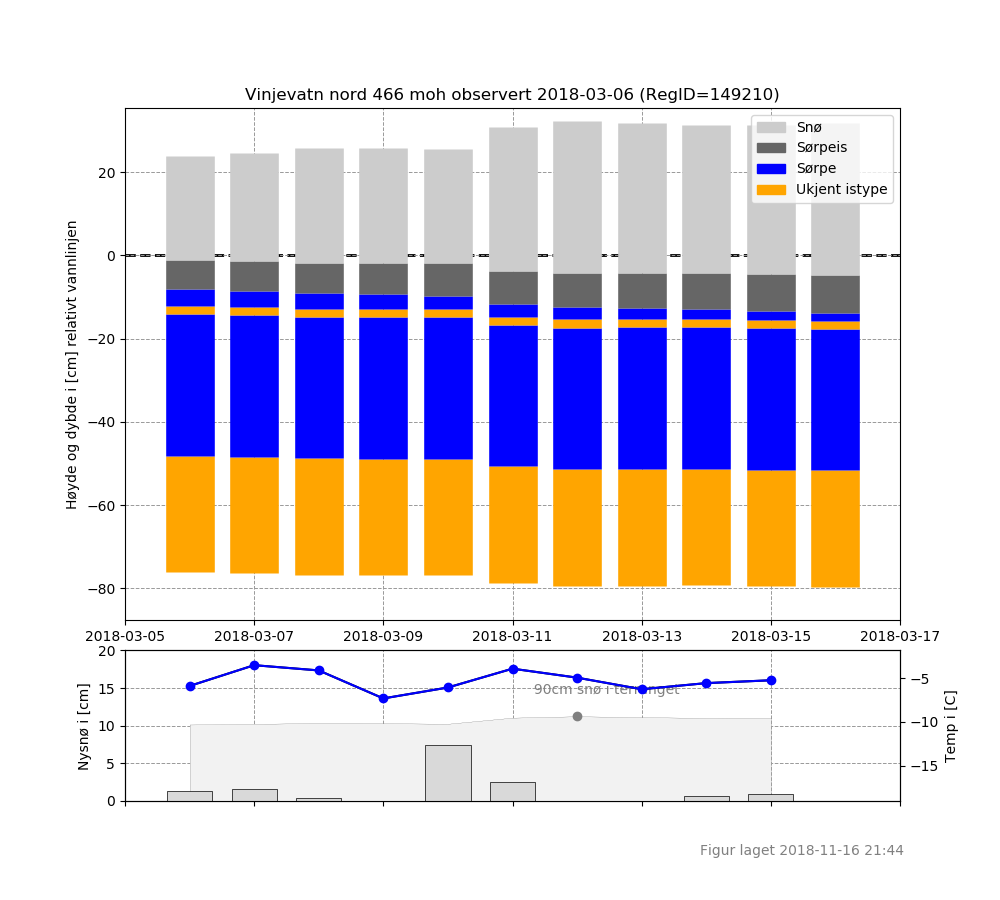 Vinjevatn nord 466 moh observert 2018-03-06 (RegID=149210)
Snø
Sørpeis
Sørpe
Ukjent istype
Høyde og dybde i [cm] relativt vannlinjen
20
0
−20
−40
−60
−80
2018-03-05 2018-03-07 2018-03-09 2018-03-11 2018-03-13 2018-03-15 2018-03-17
Nysnø i [cm]
20
15
10
5
0
90cm snø i terrenget
−5
−10
−15
Temp i [C]
Figur laget 2018-11-16 21:44